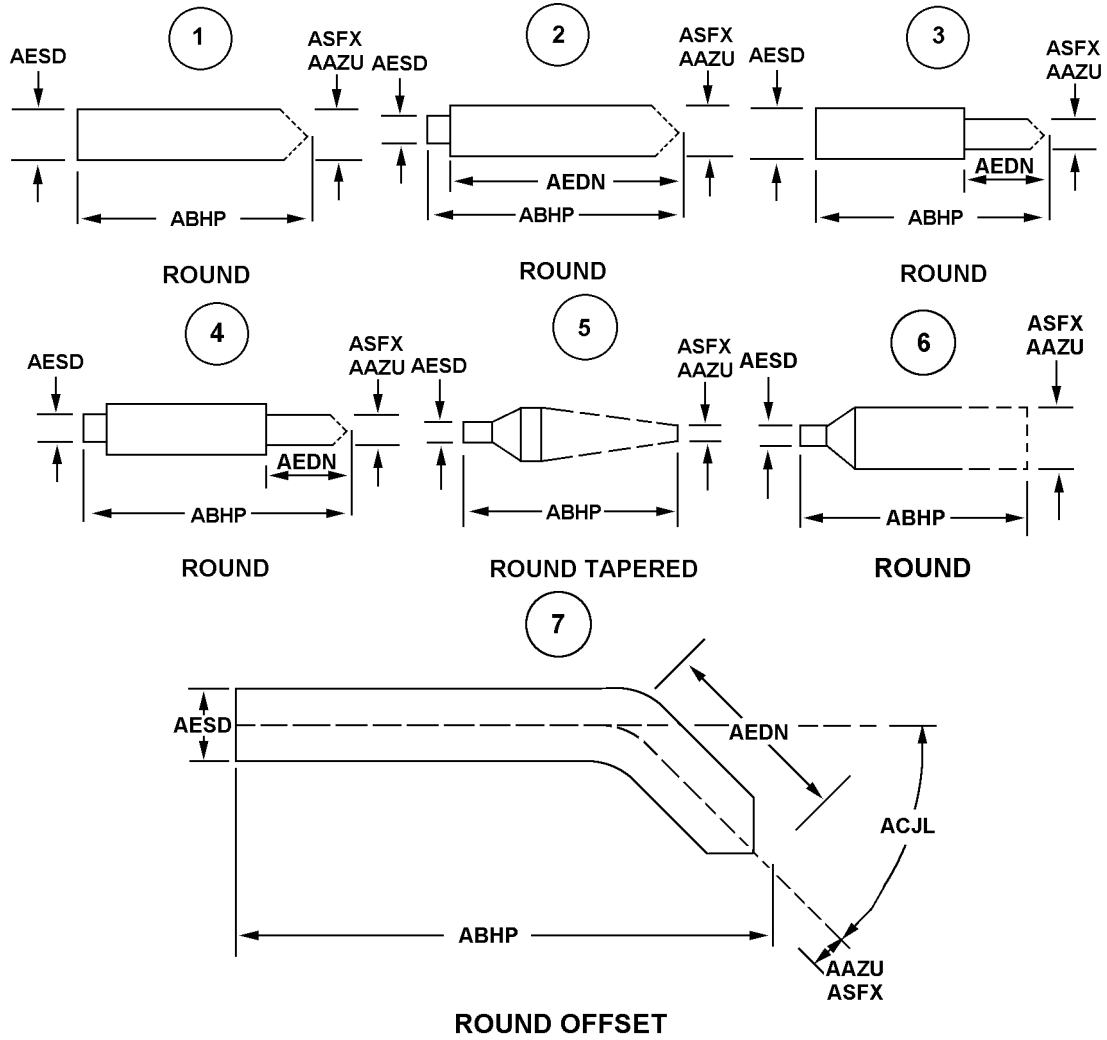 1
AESD
ASFX
AAZU
ABHP
ROUND
2
AESD
ASFX
AAZU
AEDN
ABHP
ROUND
3
AESD
ASFX
AAZU
AEDN
ABHP
ROUND
4
AESD
ASFX
AAZU
AEDN
ABHP
ROUND
5
AESD
ASFX
AAZU
ABHP
ROUND TAPERED
6
AESD
ASFX
AAZU
ABHP
ROUND
7
AESD
AEDN
ACJL
ABHP
AAZU
ASFX
ROUND OFFSET